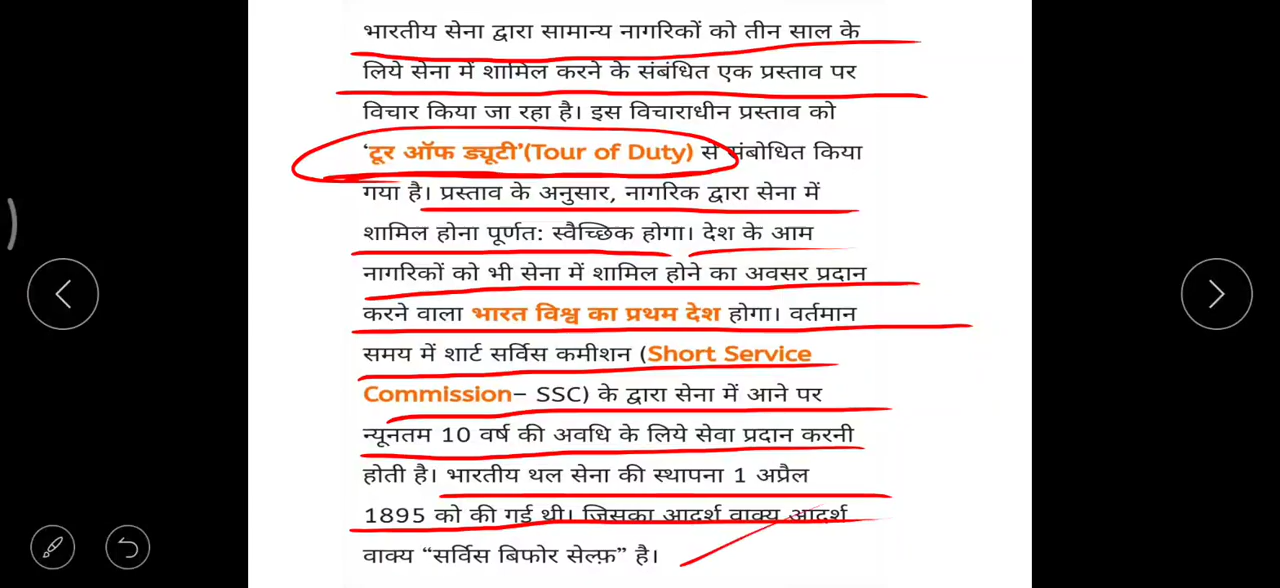 भारतीय सेना द्वारा सामान्य नागरिकों को तीन साल के
लिये सेना में शामिल करने के संबंधित एक प्रस्ताव पर
विचार किया जा रहा है। इस विचाराधीन प्रस्ताव को
‘टूर ऑफ ड्यूटी’(Tour of Duty) से संबोधित किया
गया है। प्रस्ताव के अनुसार, नागरिक द्वारा सेना में
शामिल होना पूर्णत: स्वैच्छिक होगा। देश के आम
नागरिकों को भी सेना में शामिल होने का अवसर प्रदान
करने वाला भारत विश्व का प्रथम देश होगा। वर्तमान
समय में शार्ट सर्विस कमीशन (Short Service
Commission– SSC) के द्वारा सेना में आने पर
न्यूनतम 10 वर्ष की अवधि के लिये सेवा प्रदान करनी
होती है। भारतीय थल सेना की स्थापना 1 अप्रैल
1895 को की गई थी। जिसका आदर्श वाक्य आदर्श
वाक्य “सर्विस बिफोर सेल्फ़” है।